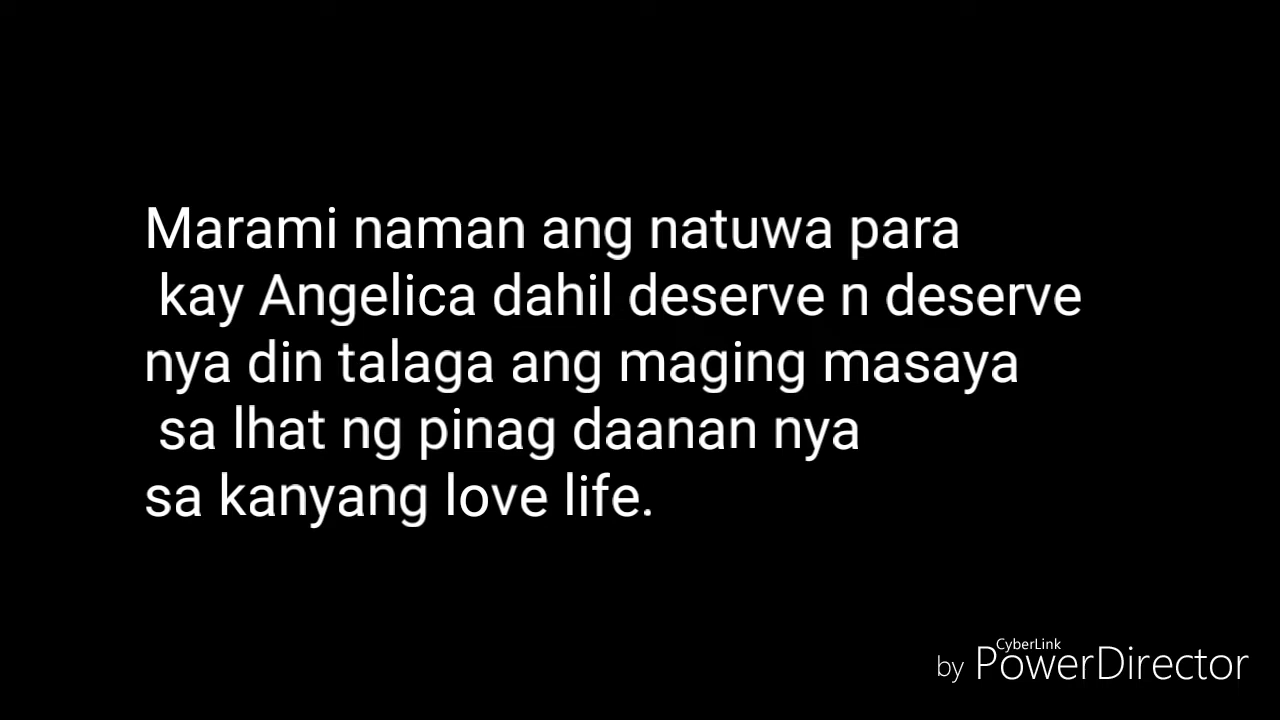 Marami naman ang natuwa para
kay Angelica dahil deserve n deserve
nya din talaga ang maging masaya
sa lhat ng pinag daanan nya
sa kanyang love life.
CyberLink
by PowerDirector